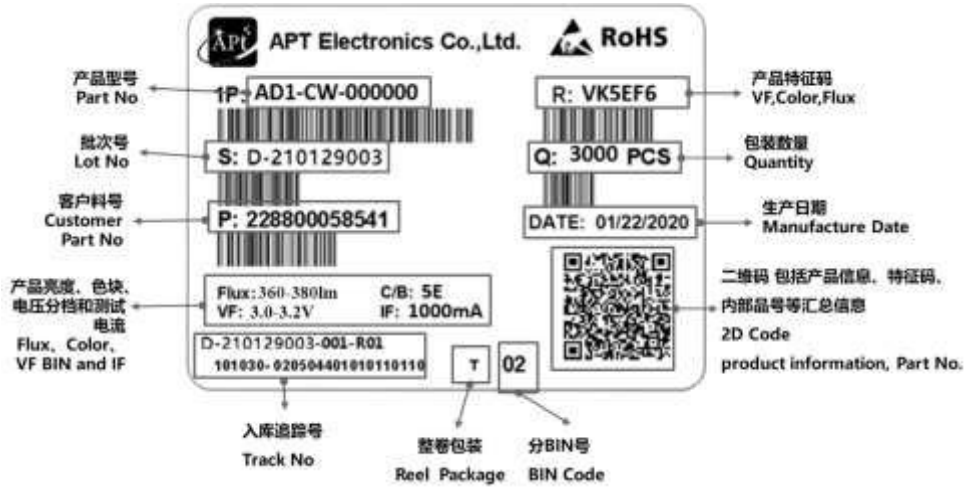 APT
APT Electronics Co.,Ltd.
RoHS
产品型号
Part No
1P: AD1-CW-000000
R: VK5EF6
产品特征码
VF,Color,Flux
批次号
Lot No
S: D-210129003
Q: 3000 PCS
包装数量
Quantity
客户料号
Customer
Part No
P: 228800058541
DATE: 01/22/2020
生产日期
Manufacture Date
产品亮度、色块、
电压分档和测试
电流
Flux、Color、
VF BIN and IF
Flux:360-380lm C/B: 5E
VF: 3.0-3.2V IF: 1000mA
D-210129003-001-R01
101030-020504401010110110
T
02
二维码 包括产品信息、特征码、
内部品号等汇总信息
2D Code
product information, Part No.
入库追踪号
Track No
整卷包装
Reel Package
分BIN号
BIN Code